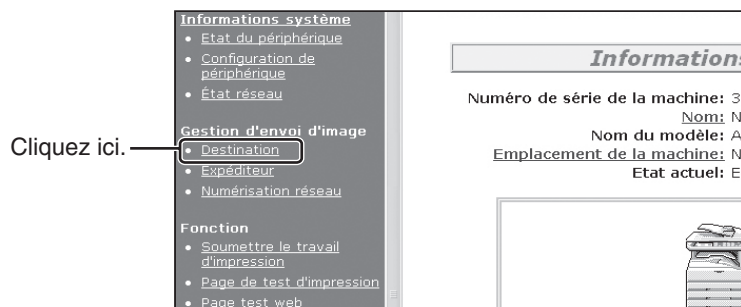 Informations système
• Etat du périphérique
• Configuration de
périphérique
• État réseau
Gestion d'envoi d'image
Cliquez ici.
• Destination
• Expéditeur
• Numérisation réseau
Fonction
• Soumettre le travail
d'impression
• Page de test d'impression
• Page test web
Informations
Numéro de série de la machine: 3
Nom: N
Nom du modèle: A
Emplacement de la machine: N
Etat actuel: E